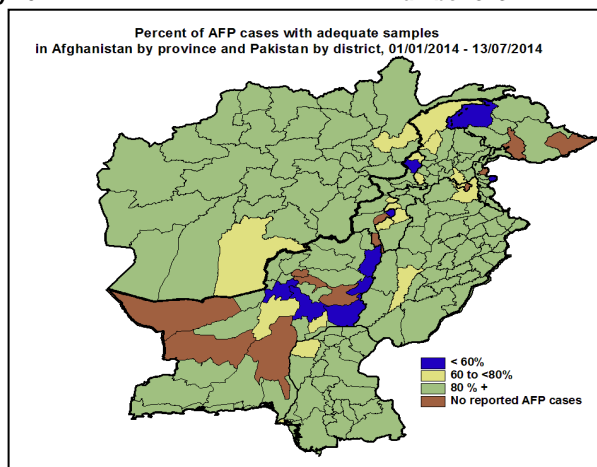 Percent of AFP cases with adequate samples
in Afghanistan by province and Pakistan by district, 01/01/2014 - 13/07/2014
< 60%
60 to <80%
80 % +
No reported AFP cases